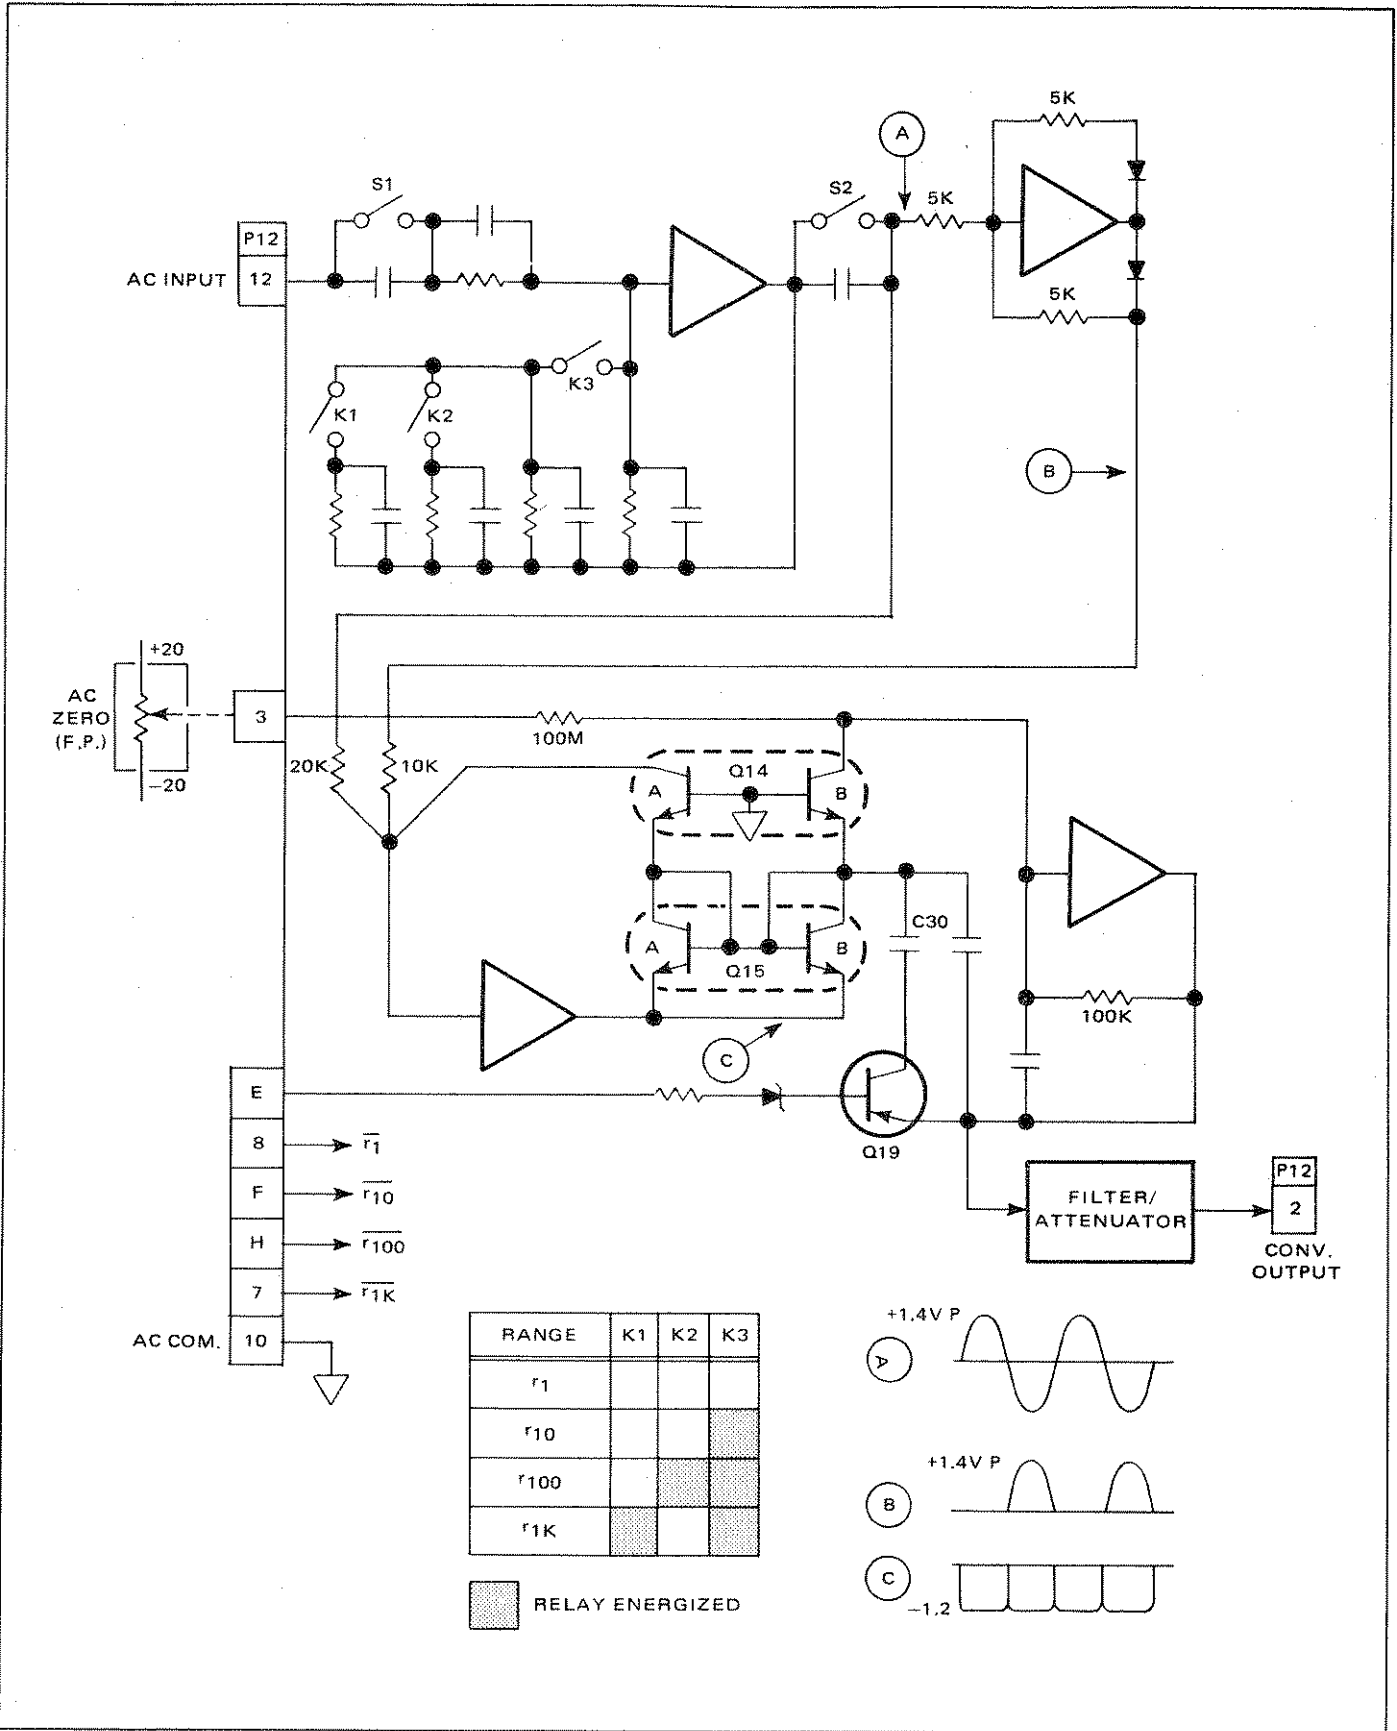 5K
A
S1
S2
5K
P12
AC INPUT
12
5K
K3
K1
K2
B
+20
AC
ZERO
(F.P.)
3
100M
-20
20K
10K
Q14
A
B
C30
A
B
Q15
100K
C
E
Q19
8
r1
F
r10
H
r100
7
r1K
AC COM.
10
FILTER/
ATTENUATOR
P12
2
CONV.
OUTPUT
RANGE K1 K2 K3
r1
r10
r100
r1K
RELAY ENERGIZED
+1.4V P
A
+1.4V P
B
C
-1.2